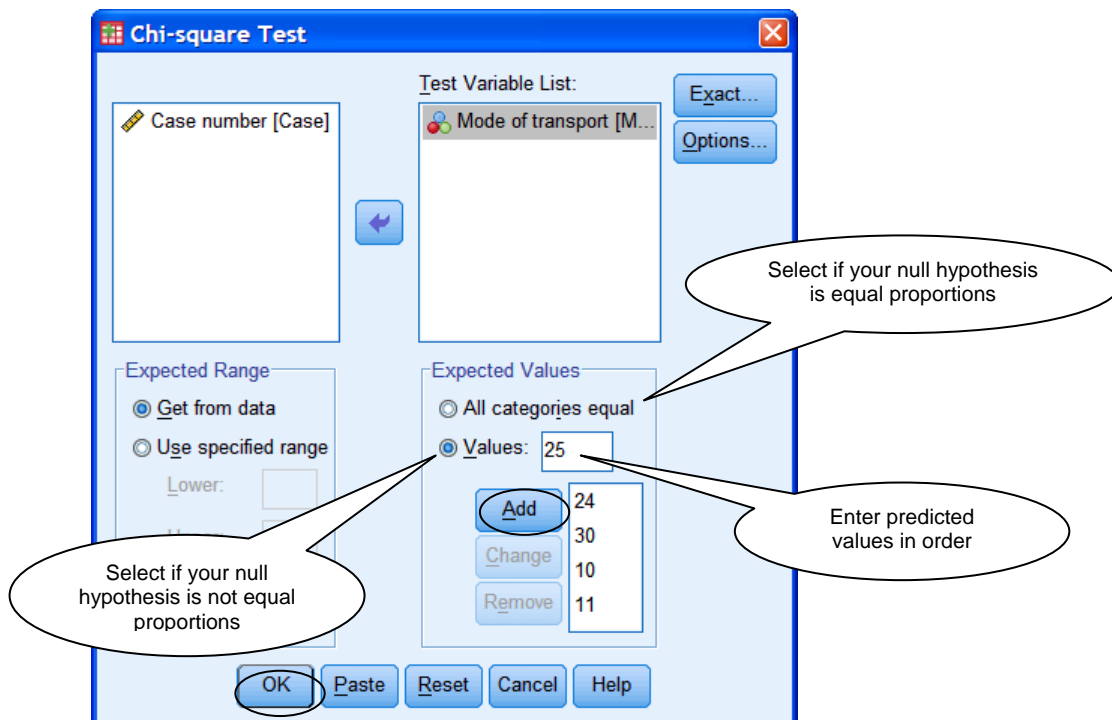 Chi-square Test
Test Variable List:
Case number [Case]
Mode of transport [M...
Exact...
Options...
Select if your null hypothesis
is equal proportions
Expected Range
Get from data
Use specified range
Lower:
Expected Values
All categories equal
Values: 25
Add
Change
Remove
24
30
10
11
Enter predicted
values in order
Select if your null
hypothesis is not equal
proportions
OK
Paste
Reset
Cancel
Help